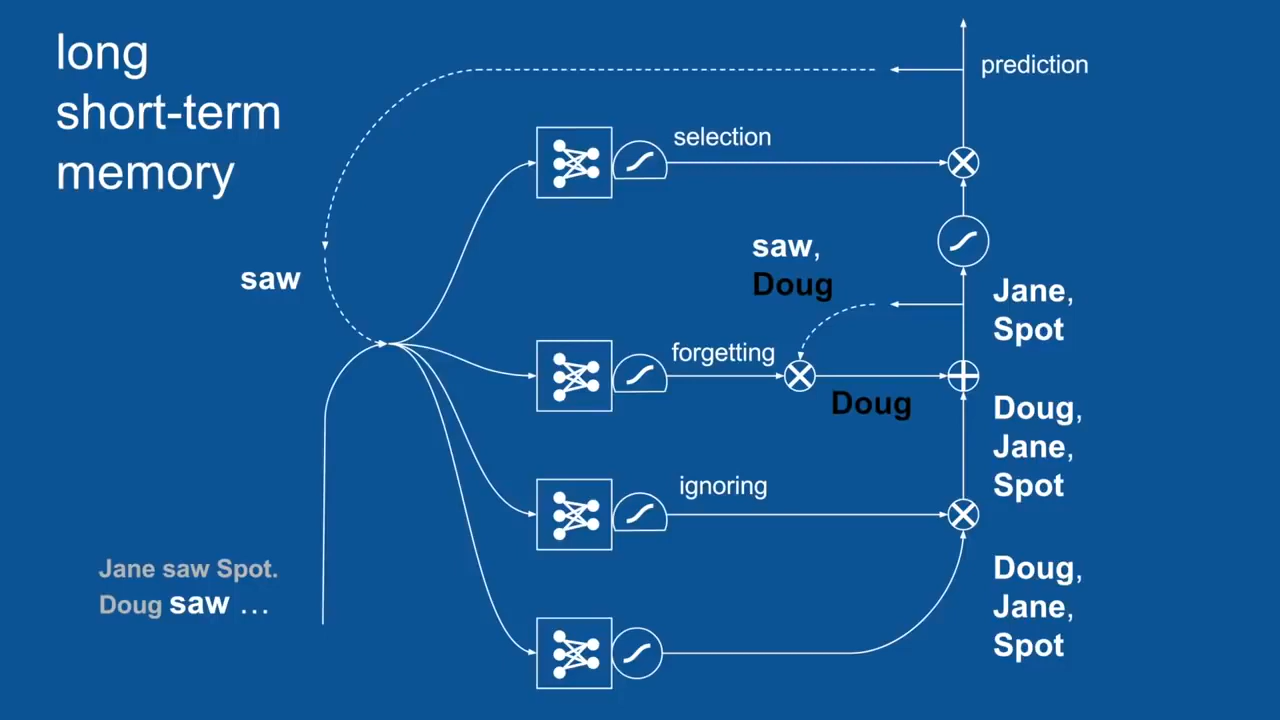 long
short-term
memory
prediction
selection
saw,
Doug
saw
Jane,
Spot
forgetting
Doug
Doug,
Jane,
Spot
ignoring
Jane saw Spot.
Doug saw ...
Doug,
Jane,
Spot